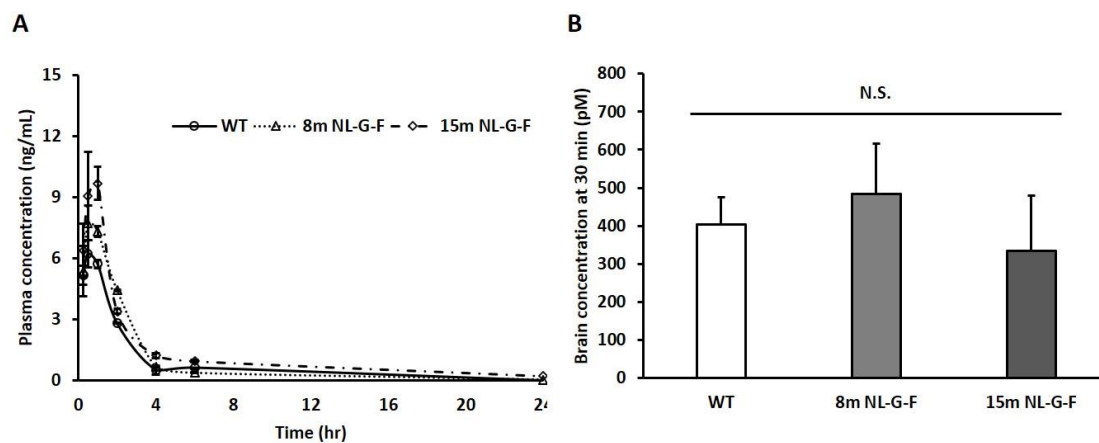 A
Plasma concentration (ng/mL)
15
12
9
6
3
0
WT 8m NL-G-F 15m NL-G-F
0 4 8 12 16 20 24
Time (hr)
B
Brain concentration at 30 min (pM)
800
700
600
500
400
300
200
100
0
N.S.
WT 8m NL-G-F 15m NL-G-F